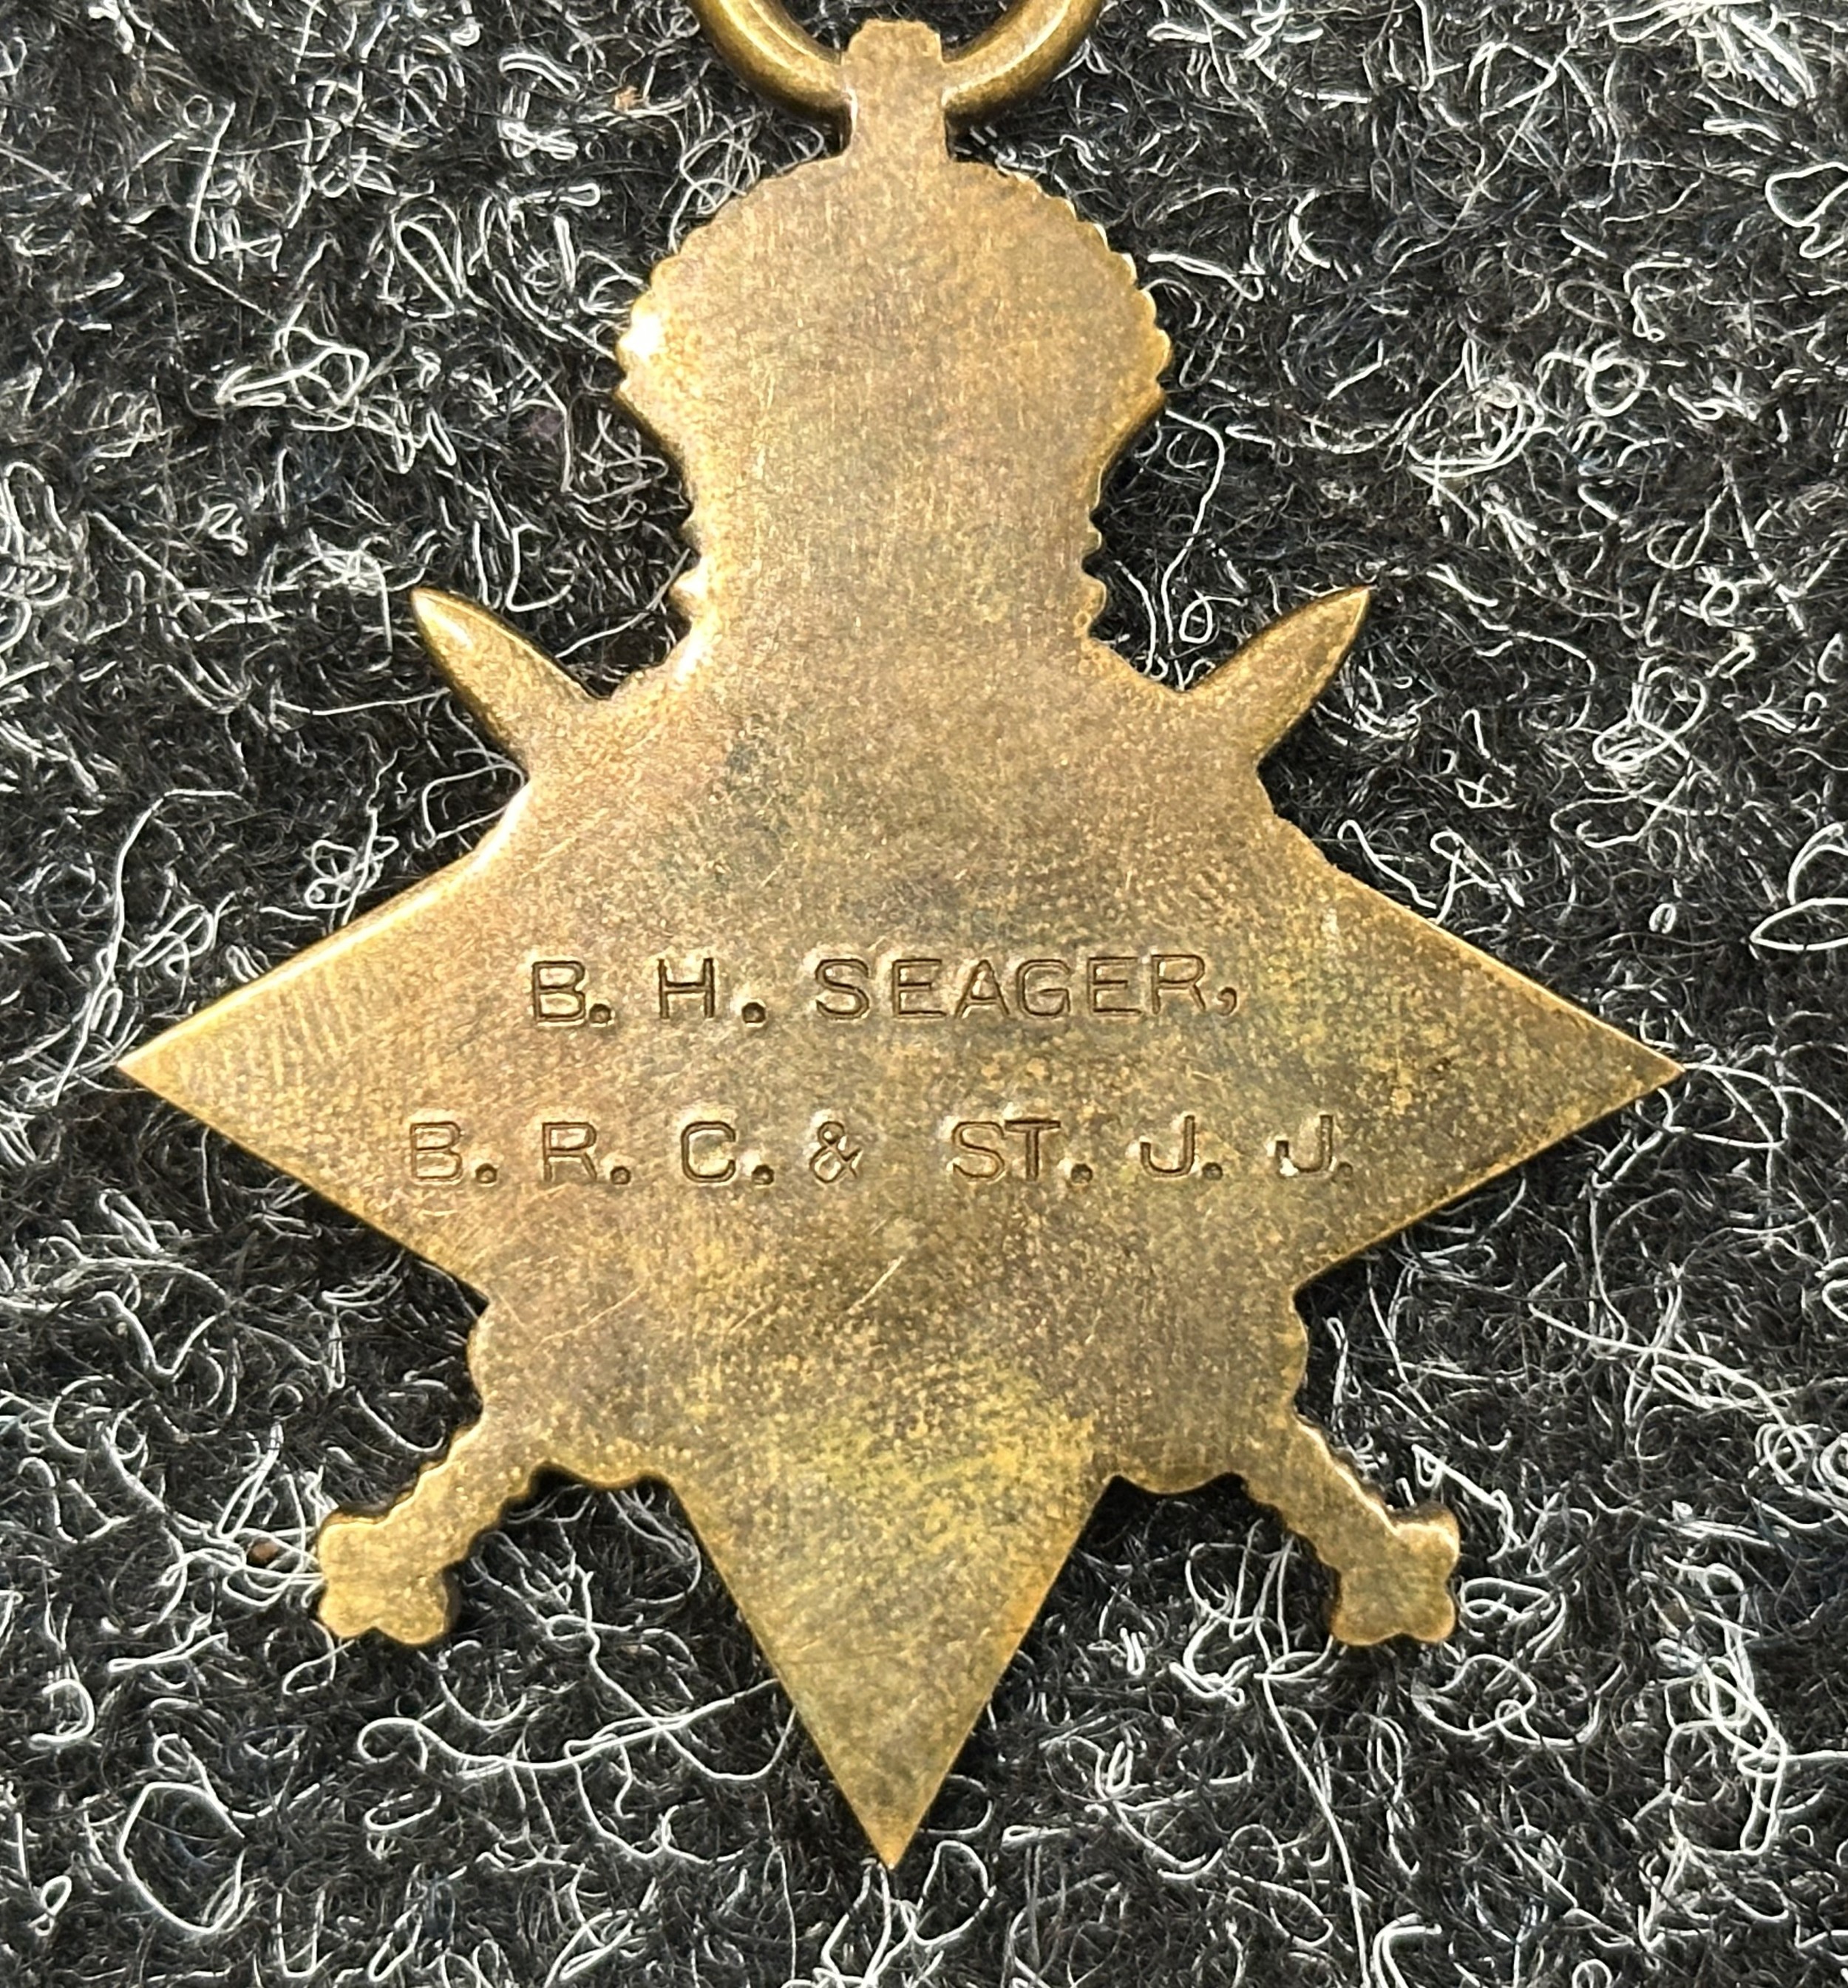 B. H. SEAGER,
B. R. C. & ST. J. J.